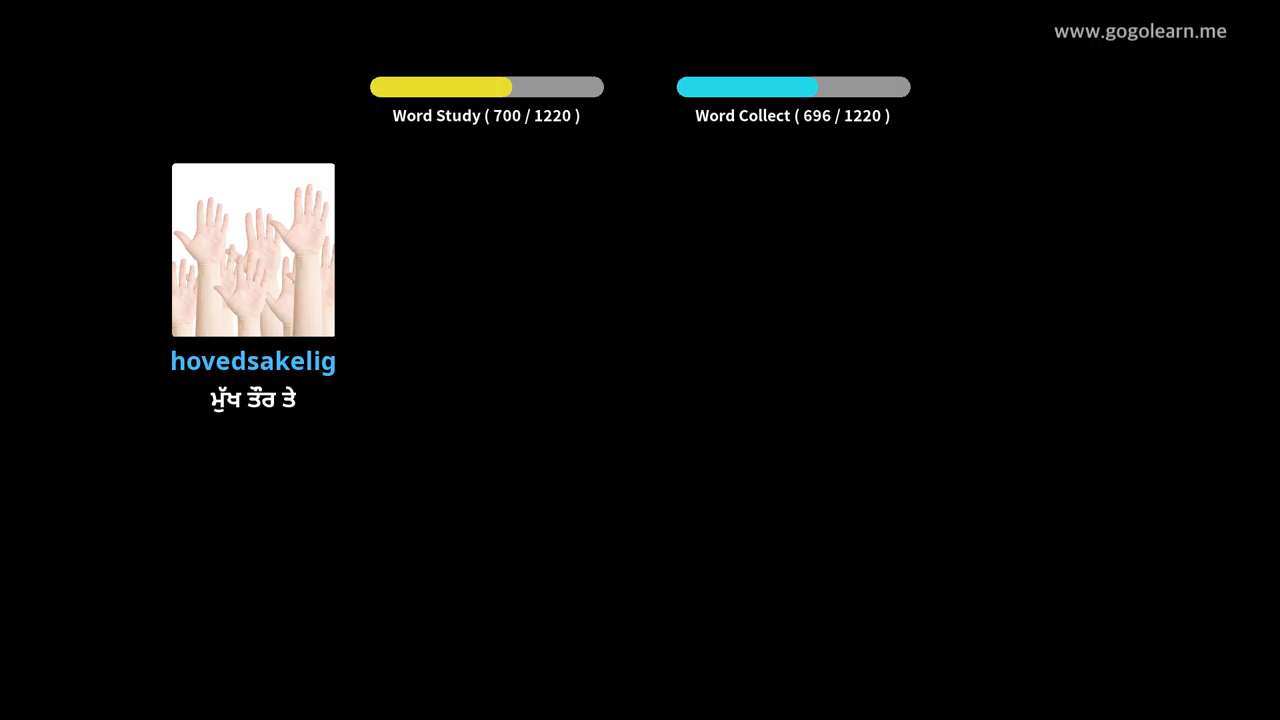 www.gogolearn.me
Word Study ( 700 / 1220 )
Word Collect ( 696 / 1220 )
hovedsakelig
ਮੁੱਖ ਤੌਰ ਤੇ